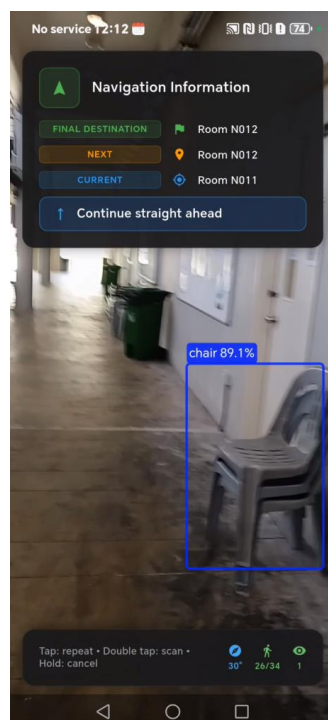 No service 12:12
74
Navigation Information
FINAL DESTINATION Room N012
NEXT Room N012
CURRENT Room N011
↑ Continue straight ahead
chair 89.1%
Tap: repeat • Double tap: scan •
Hold: cancel
30° 26/34 1